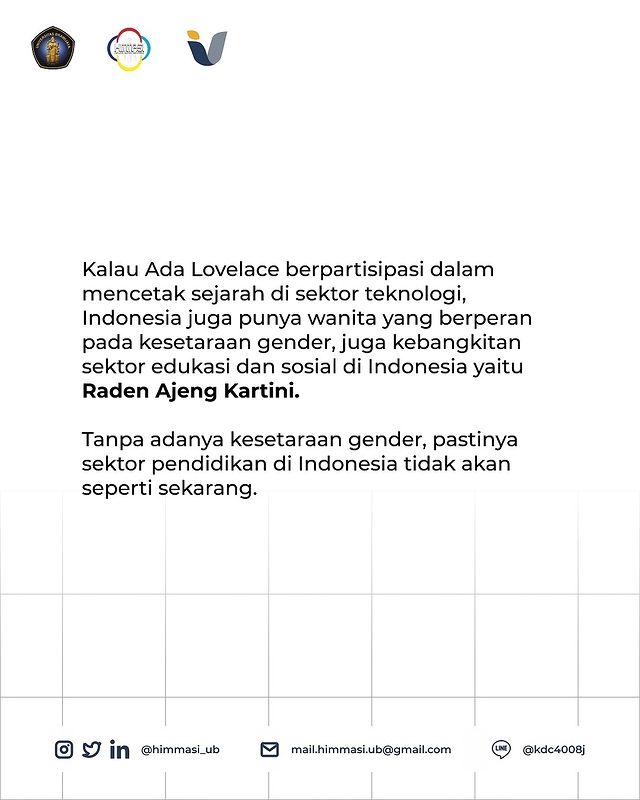 UNIVERSITAS BRAWIJAYA
Kalau Ada Lovelace berpartisipasi dalam
mencetak sejarah di sektor teknologi,
Indonesia juga punya wanita yang berperan
pada kesetaraan gender, juga kebangkitan
sektor edukasi dan sosial di Indonesia yaitu
Raden Ajeng Kartini.
Tanpa adanya kesetaraan gender, pastinya
sektor pendidikan di Indonesia tidak akan
seperti sekarang.
@himmasi_ub
mail.himmasi.ub@gmail.com
LINE
@kdc4008j